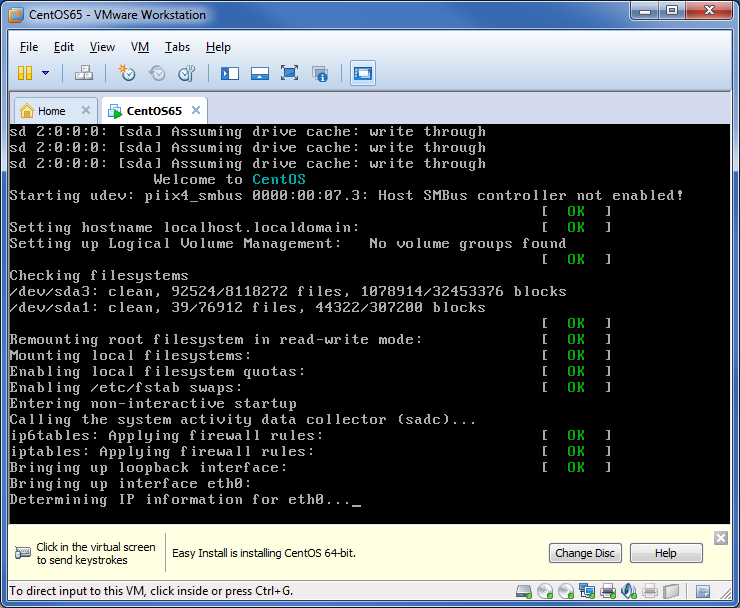 CentOS65 - VMware Workstation
File Edit View VM Tabs Help
Home CentOS65
sd 2:0:0:0: [sda] Assuming drive cache: write through
sd 2:0:0:0: [sda] Assuming drive cache: write through
sd 2:0:0:0: [sda] Assuming drive cache: write through
Welcome to CentOS
Starting udev: piix4_smbus 0000:00:07.3: Host SMBus controller not enabled!
[ OK ]
Setting hostname localhost.localdomain: [ OK ]
Setting up Logical Volume Management: No volume groups found
[ OK ]
Checking filesystems
/dev/sda3: clean, 92524/8118272 files, 1078914/32453376 blocks
/dev/sda1: clean, 39/76912 files, 44322/307200 blocks
[ OK ]
Remounting root filesystem in read-write mode: [ OK ]
Mounting local filesystems: [ OK ]
Enabling local filesystem quotas: [ OK ]
Enabling /etc/fstab swaps: [ OK ]
Entering non-interactive startup
Calling the system activity data collector (sadc)...
ip6tables: Applying firewall rules: [ OK ]
iptables: Applying firewall rules: [ OK ]
Bringing up loopback interface: [ OK ]
Bringing up interface eth0:
Determining IP information for eth0..._
Click in the virtual screen
to send keystrokes
Easy Install is installing CentOS 64-bit.
Change Disc
Help
To direct input to this VM, click inside or press Ctrl+G.